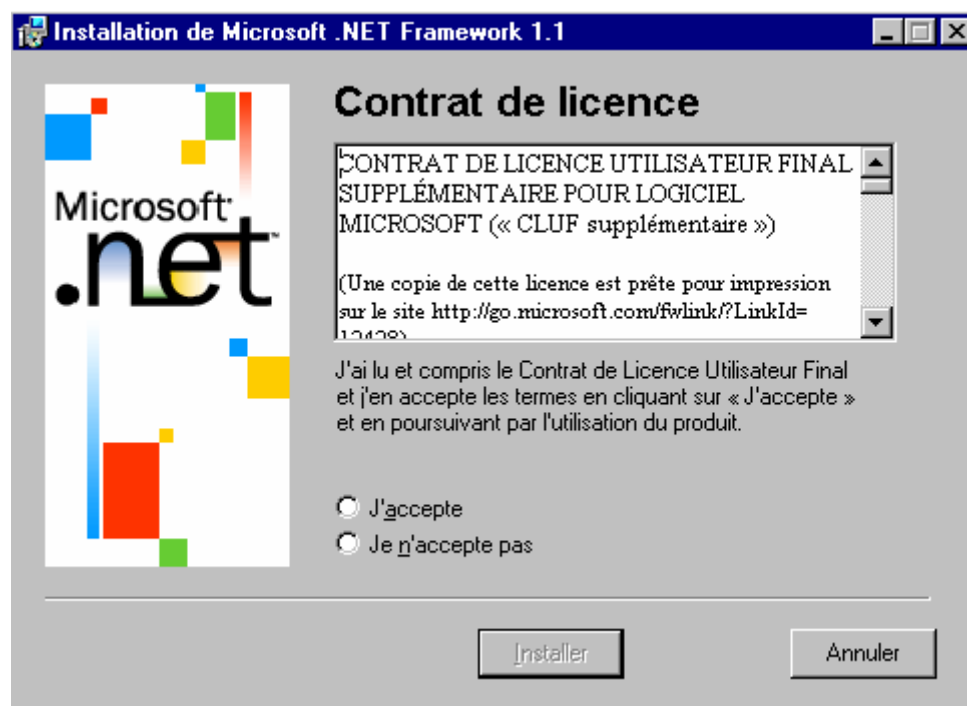 Installation de Microsoft .NET Framework 1.1
Microsoft
.net
Contrat de licence
CONTRAT DE LICENCE UTILISATEUR FINAL
SUPPLÉMENTAIRE POUR LOGICIEL
MICROSOFT (« CLUF supplémentaire »)
(Une copie de cette licence est prête pour impression
sur le site http://go.microsoft.com/fwlink/?LinkId=
J'ai lu et compris le Contrat de Licence Utilisateur Final
et j'en accepte les termes en cliquant sur « J'accepte »
et en poursuivant par l'utilisation du produit.
J'accepte
Je n'accepte pas
Installer
Annuler